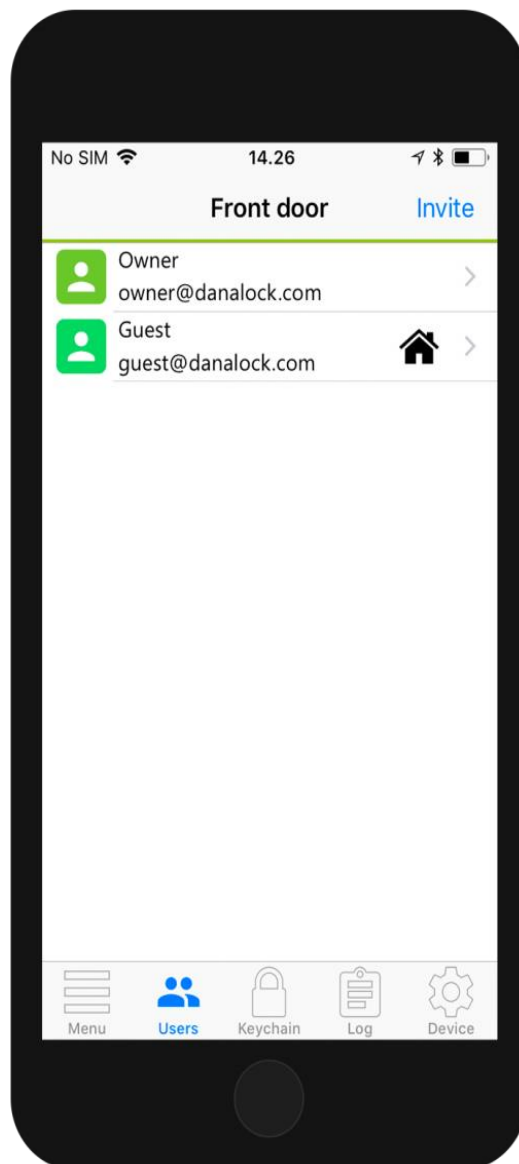 No SIM 14.26
Front door Invite
Owner
owner@danalock.com
Guest
guest@danalock.com
Menu Users Keychain Log Device